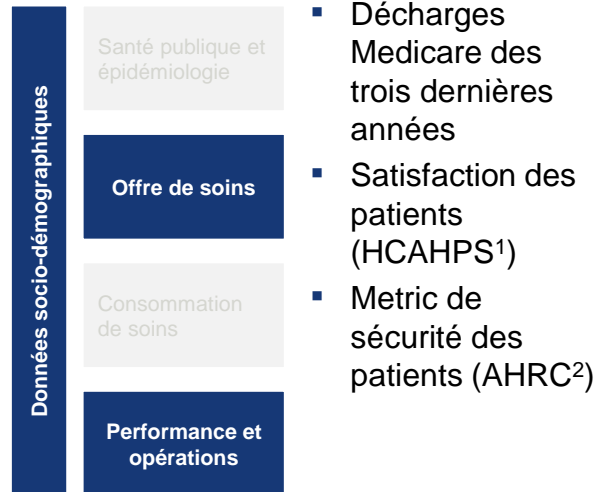 Données socio-démographiques
Santé publique et
épidémiologie
Offre de soins
Consommation
de soins
Performance et
opérations
▪ Décharges
Medicare des
trois dernières
années
▪ Satisfaction des
patients
(HCAHPS¹)
▪ Metric de
sécurité des
patients (AHRC²)